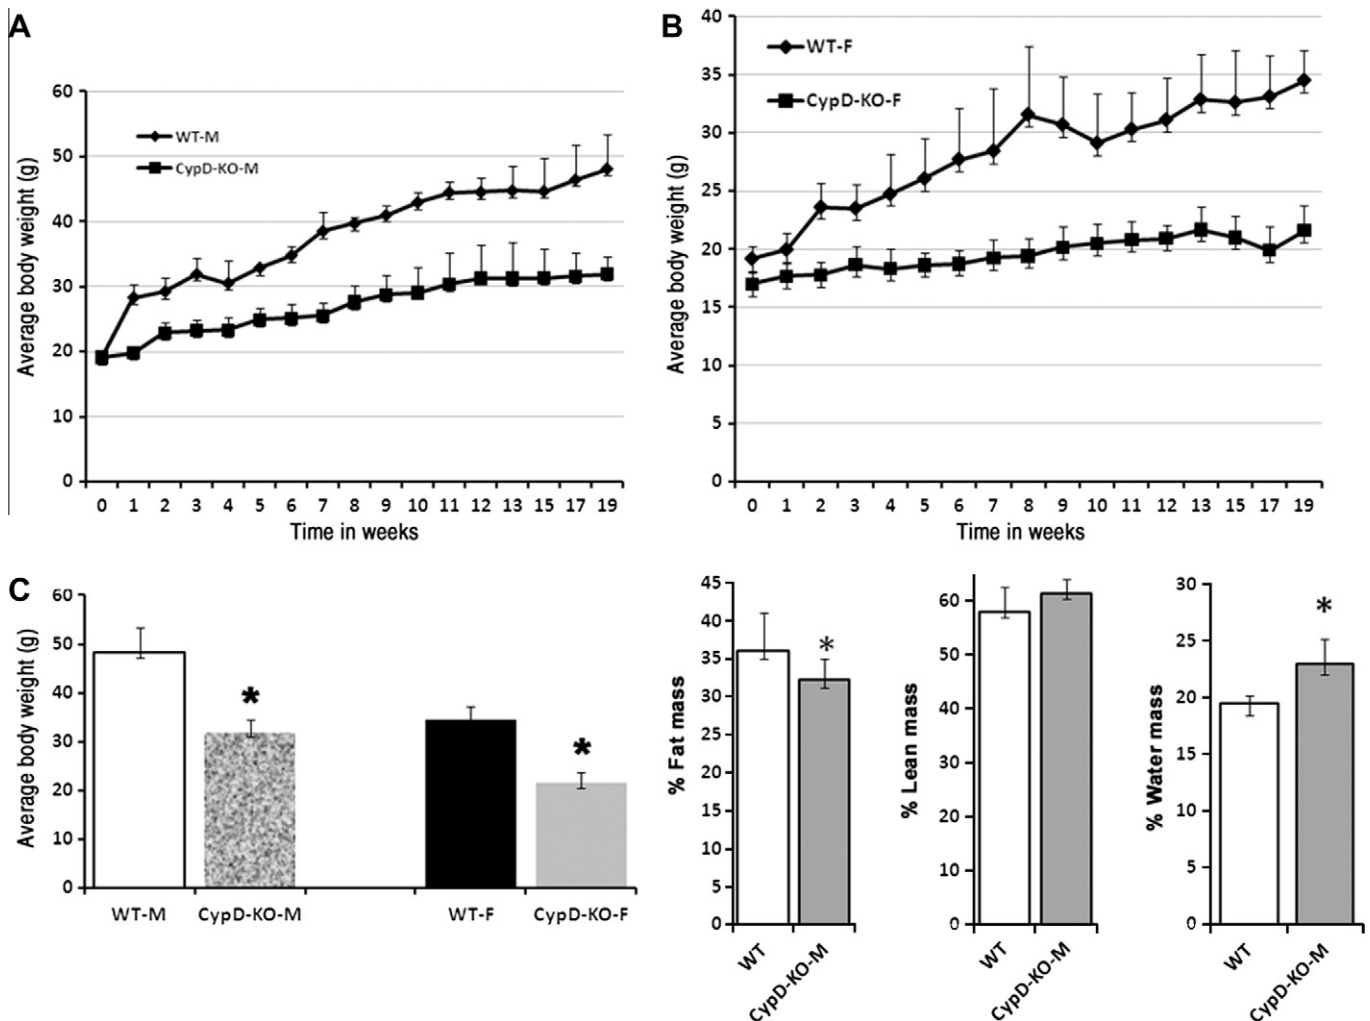 A
Average body weight (g)
60
50
40
30
20
10
0
WT-M
CypD-KO-M
0 1 2 3 4 5 6 7 8 9 10 11 12 13 15 17 19
Time in weeks
B
Average body weight (g)
40
35
30
25
20
15
10
5
0
WT-F
CypD-KO-F
0 1 2 3 4 5 6 7 8 9 10 11 12 13 15 17 19
Time in weeks
C
Average body weight (g)
60
50
40
30
20
10
0
*
*
WT-M CypD-KO-M WT-F CypD-KO-F
% Fat mass
45
40
35
30
25
20
15
10
5
0
*
WT
CypD-KO-M
% Lean mass
60
50
40
30
20
10
0
WT
CypD-KO-M
% Water mass
30
25
20
15
10
5
0
*
WT
CypD-KO-M